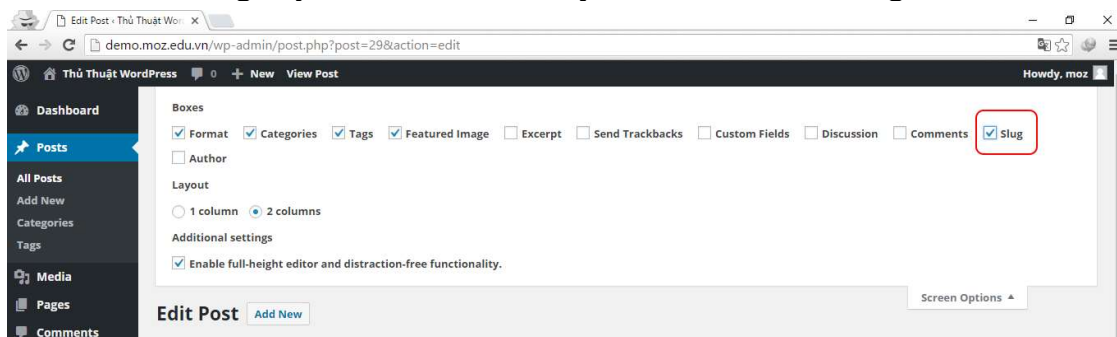 Edit Post ‹ Thủ Thuật Wor
demo.moz.edu.vn/wp-admin/post.php?post=29&action=edit
Thủ Thuật WordPress 0 + New View Post Howdy, moz
Dashboard
Posts
All Posts
Add New
Categories
Tags
Media
Pages
Comments
Boxes
Format Categories Tags Featured Image Excerpt Send Trackbacks Custom Fields Discussion Comments Slug
Author
Layout
1 column 2 columns
Additional settings
Enable full-height editor and distraction-free functionality.
Screen Options
Edit Post Add New